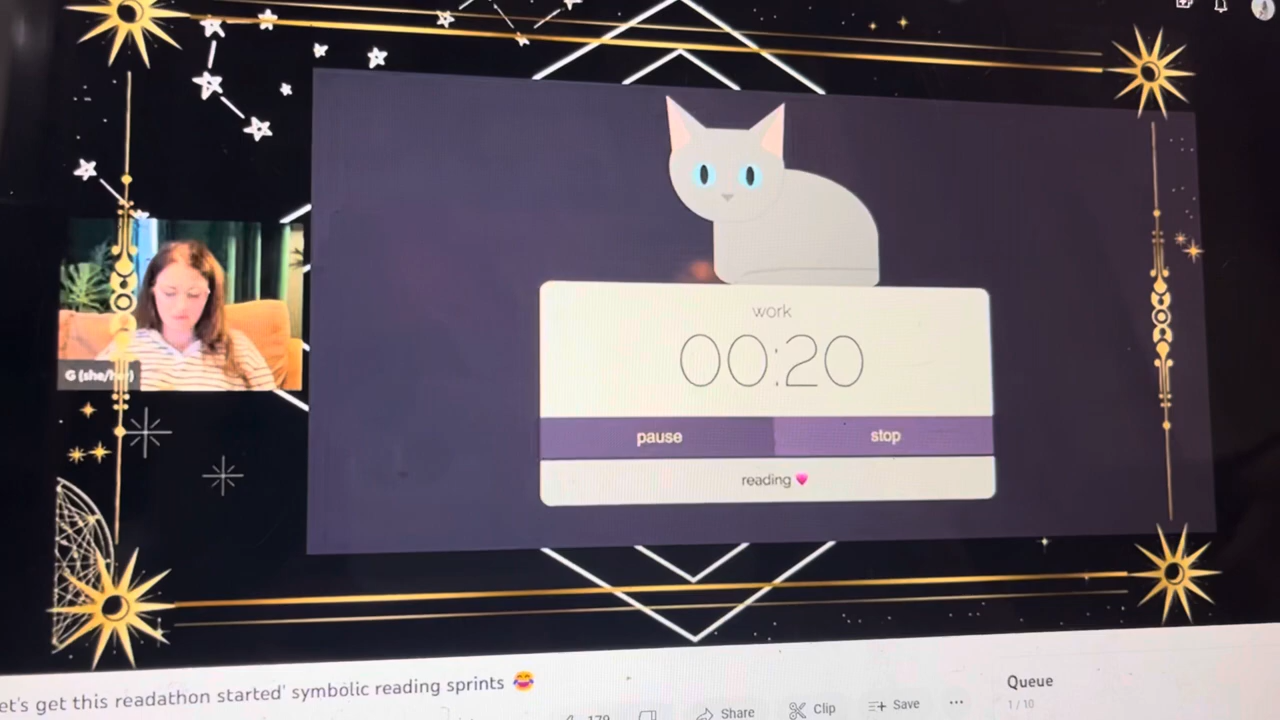 work
00:20
pause
stop
reading 💗
G (she/her)
et's get this readathon started' symbolic reading sprints 😂
179
Share
Clip
Save
...
Queue
1 / 10